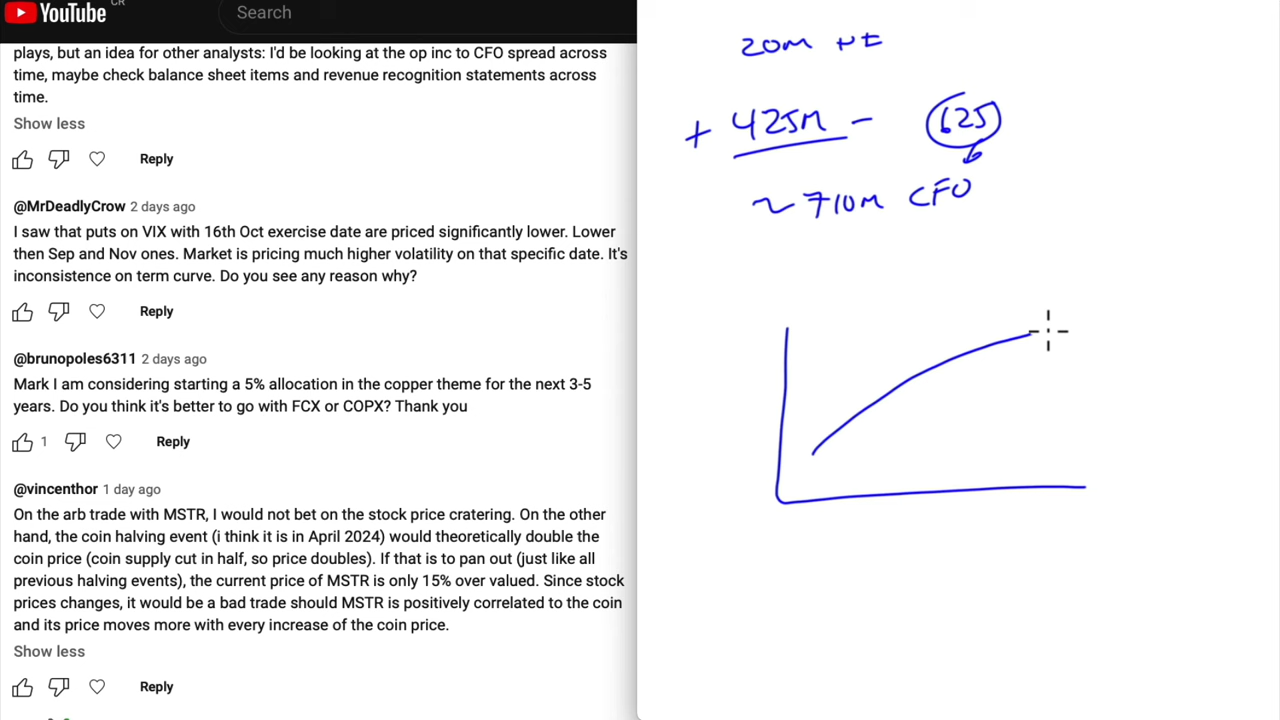 YouTube CR
Search
plays, but an idea for other analysts: I'd be looking at the op inc to CFO spread across
time, maybe check balance sheet items and revenue recognition statements across
time.
Show less
Reply
@MrDeadlyCrow 2 days ago
I saw that puts on VIX with 16th Oct exercise date are priced significantly lower. Lower
then Sep and Nov ones. Market is pricing much higher volatility on that specific date. It's
inconsistence on term curve. Do you see any reason why?
Reply
@brunopoles6311 2 days ago
Mark I am considering starting a 5% allocation in the copper theme for the next 3-5
years. Do you think it's better to go with FCX or COPX? Thank you
1 Reply
@vincenthor 1 day ago
On the arb trade with MSTR, I would not bet on the stock price cratering. On the other
hand, the coin halving event (i think it is in April 2024) would theoretically double the
coin price (coin supply cut in half, so price doubles). If that is to pan out (just like all
previous halving events), the current price of MSTR is only 15% over valued. Since stock
prices changes, it would be a bad trade should MSTR is positively correlated to the coin
and its price moves more with every increase of the coin price.
Show less
Reply
20M
+ 425M - 625
~710M CFO